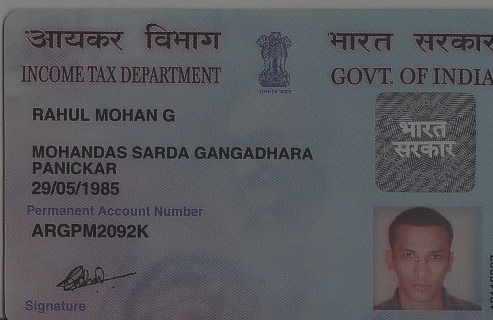 आयकर विभाग
INCOME TAX DEPARTMENT
भारत सरकार
GOVT. OF INDIA
सत्यमेव जयते
भारत
सरकार
RAHUL MOHAN G
MOHANDAS SARDA GANGADHARA
PANICKAR
29/05/1985
Permanent Account Number
ARGPM2092K
Signature